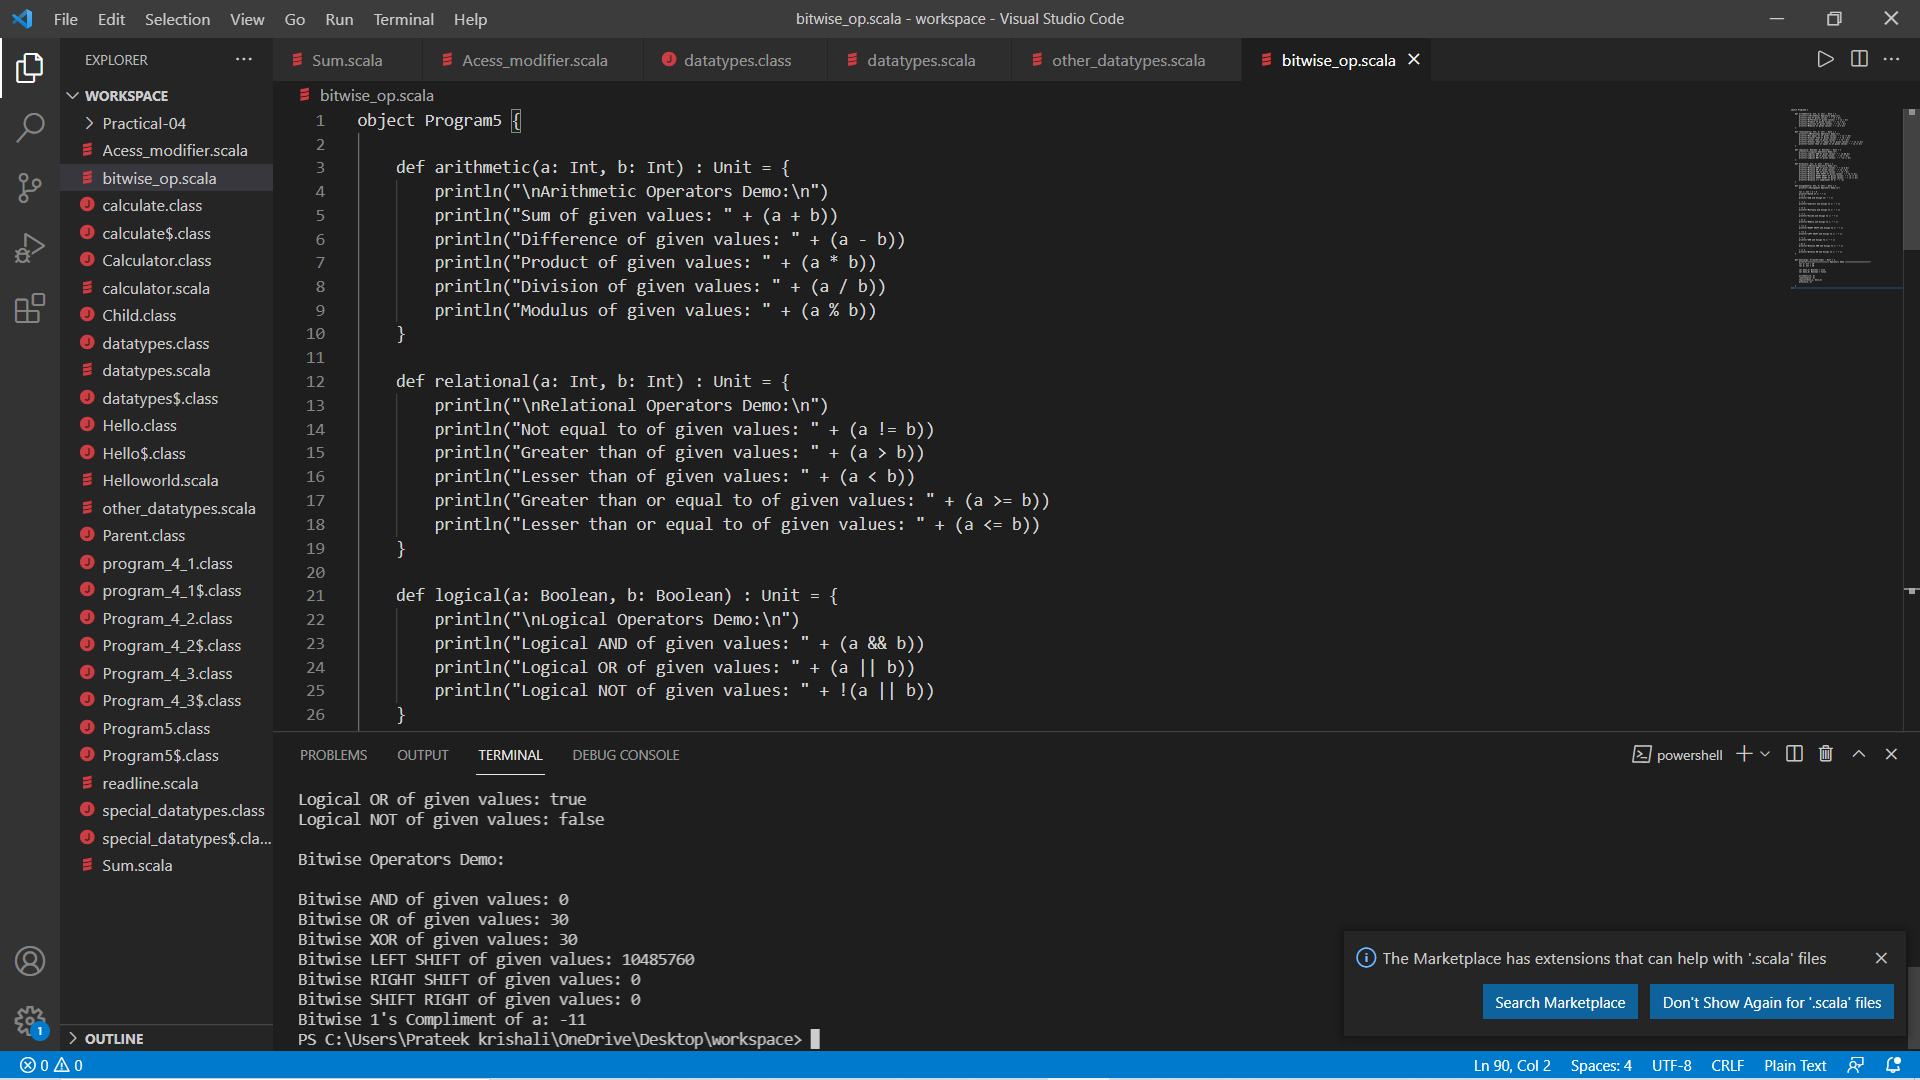 File Edit Selection View Go Run Terminal Help
bitwise_op.scala - workspace - Visual Studio Code
EXPLORER
Sum.scala
Acess_modifier.scala
datatypes.class
datatypes.scala
other_datatypes.scala
bitwise_op.scala
WORKSPACE
Practical-04
Acess_modifier.scala
bitwise_op.scala
calculate.class
calculate$.class
Calculator.class
calculator.scala
Child.class
datatypes.class
datatypes.scala
datatypes$.class
Hello.class
Hello$.class
Helloworld.scala
other_datatypes.scala
Parent.class
program_4_1.class
program_4_1$.class
Program_4_2.class
Program_4_2$.class
Program_4_3.class
Program_4_3$.class
Program5.class
Program5$.class
readline.scala
special_datatypes.class
special_datatypes$.cla...
Sum.scala
OUTLINE
bitwise_op.scala
1 object Program5 {
2
3 def arithmetic(a: Int, b: Int) : Unit = {
4 println("\nArithmetic Operators Demo:\n")
5 println("Sum of given values: " + (a + b))
6 println("Difference of given values: " + (a - b))
7 println("Product of given values: " + (a * b))
8 println("Division of given values: " + (a / b))
9 println("Modulus of given values: " + (a % b))
10 }
11
12 def relational(a: Int, b: Int) : Unit = {
13 println("\nRelational Operators Demo:\n")
14 println("Not equal to of given values: " + (a != b))
15 println("Greater than of given values: " + (a > b))
16 println("Lesser than of given values: " + (a < b))
17 println("Greater than or equal to of given values: " + (a >= b))
18 println("Lesser than or equal to of given values: " + (a <= b))
19 }
20
21 def logical(a: Boolean, b: Boolean) : Unit = {
22 println("\nLogical Operators Demo:\n")
23 println("Logical AND of given values: " + (a && b))
24 println("Logical OR of given values: " + (a || b))
25 println("Logical NOT of given values: " + !(a || b))
26 }
PROBLEMS OUTPUT TERMINAL DEBUG CONSOLE
powershell
Logical OR of given values: true
Logical NOT of given values: false
Bitwise Operators Demo:
Bitwise AND of given values: 0
Bitwise OR of given values: 30
Bitwise XOR of given values: 30
Bitwise LEFT SHIFT of given values: 10485760
Bitwise RIGHT SHIFT of given values: 0
Bitwise SHIFT RIGHT of given values: 0
Bitwise 1's Compliment of a: -11
PS C:\Users\Prateek krishali\OneDrive\Desktop\workspace>
The Marketplace has extensions that can help with '.scala' files
Search Marketplace
Don't Show Again for '.scala' files
1
0 0
Ln 90, Col 2 Spaces: 4 UTF-8 CRLF Plain Text